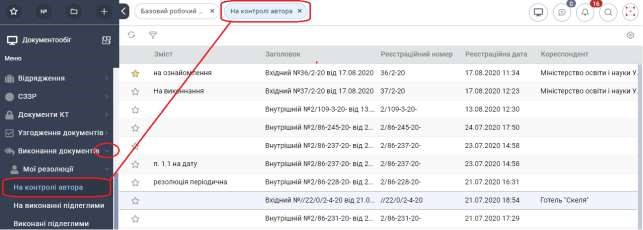 НР
0
16
Базовий робочий ... ×
На контролі автора ×
Документообіг
Меню
Відрядження
СЗЗР
Документи КТ
Узгодження документів
Виконання документів
Мої резолюції
На контролі автора
На виконанні підлеглими
Виконані підлеглими
Зміст Заголовок Реєстраційний номер Реєстраційна дата Кореспондент
на ознайомлення Вхідний №36/2-20 від 17.08.2020 36/2-20 17.08.2020 11:34 Міністерство освіти і науки У...
На виконнання Вхідний №37/2-20 від 17.08.2020 37/2-20 17.08.2020 12:23 Міністерство освіти і науки У...
Внутрішній №2/109-3-20- від 13.... 2/109-3-20- 13.08.2020 12:30
Внутрішній №2/86-245-20- від 2... 2/86-245-20- 24.07.2020 17:50
Внутрішній №2/86-237-20- від 2... 2/86-237-20- 23.07.2020 14:58
п. 1.1 на дату Внутрішній №2/86-237-20- від 2... 2/86-237-20- 23.07.2020 14:58
резолюція періодична Внутрішній №2/86-228-20- від 2... 2/86-228-20- 21.07.2020 16:31
Вхідний №//22/0/2-4-20 від 21.0... //22/0/2-4-20 21.07.2020 18:54 Готель "Скеля"
Внутрішній №2/86-231-20- від 2... 2/86-231-20- 21.07.2020 17:29